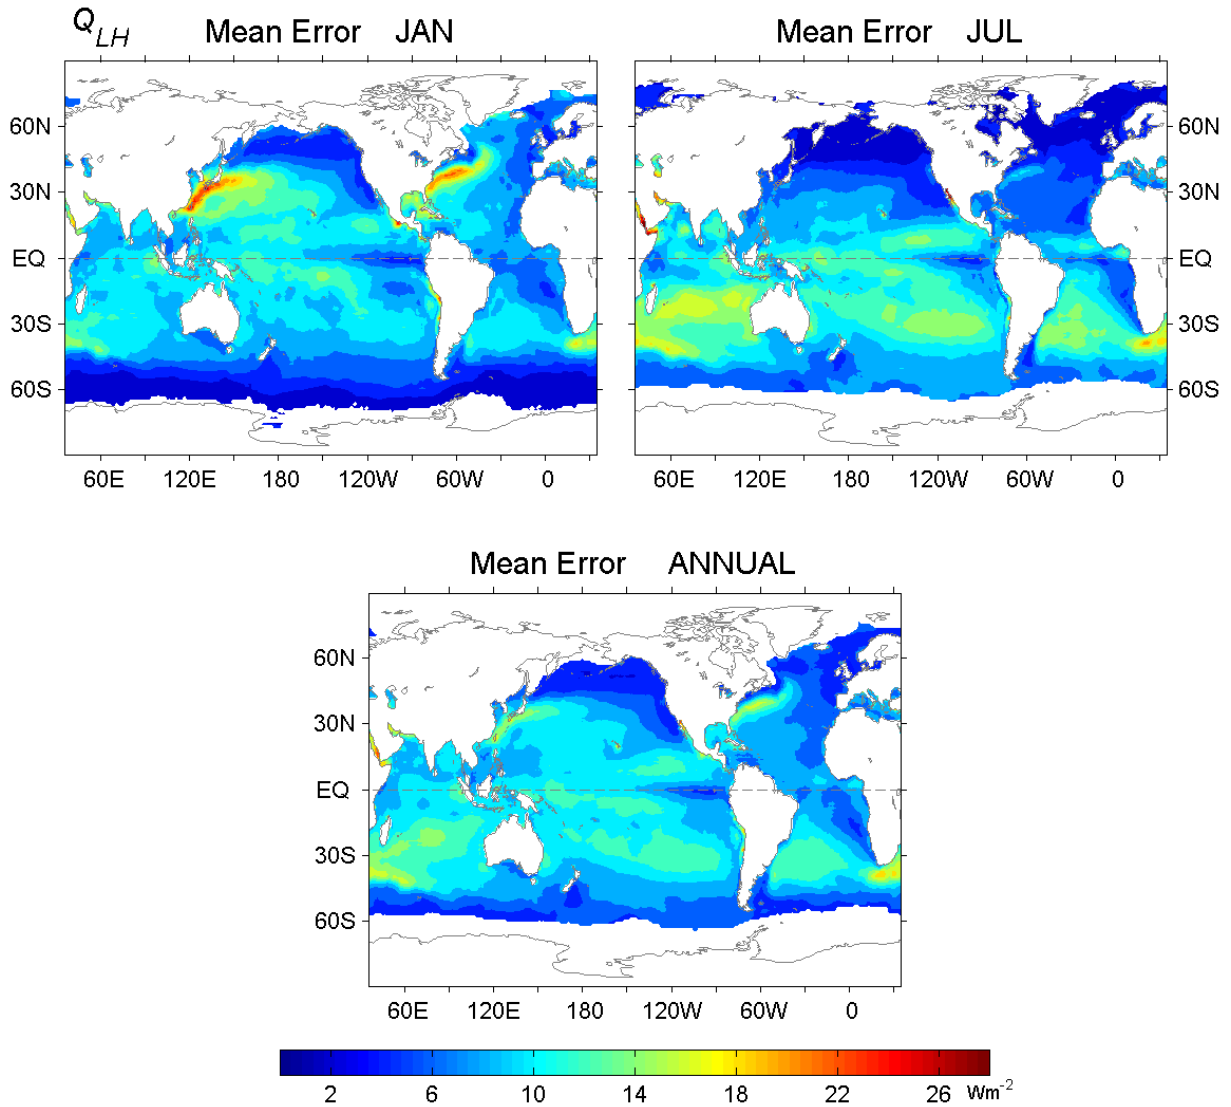 Q_LH Mean Error JAN
Mean Error JUL
60N
30N
EQ
30S
60S
60N
30N
EQ
30S
60S
60E 120E 180 120W 60W 0
60E 120E 180 120W 60W 0
Mean Error ANNUAL
60N
30N
EQ
30S
60S
60E 120E 180 120W 60W 0
2 6 10 14 18 22 26 Wm⁻²